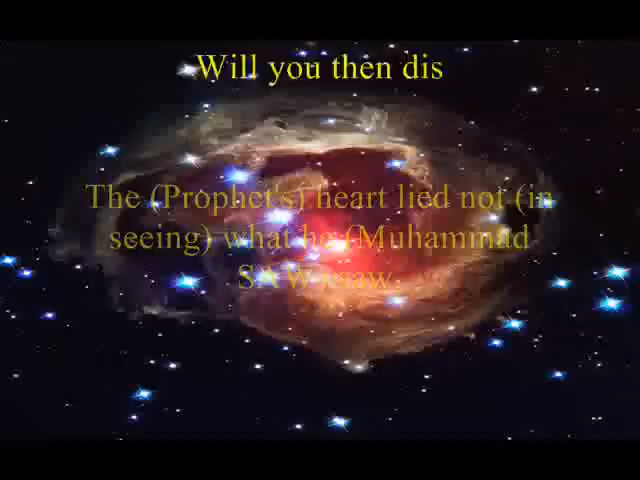 Will you then dis
The (Prophet's) heart lied not (in
seeing) what he (Muhammad
SAW) saw.